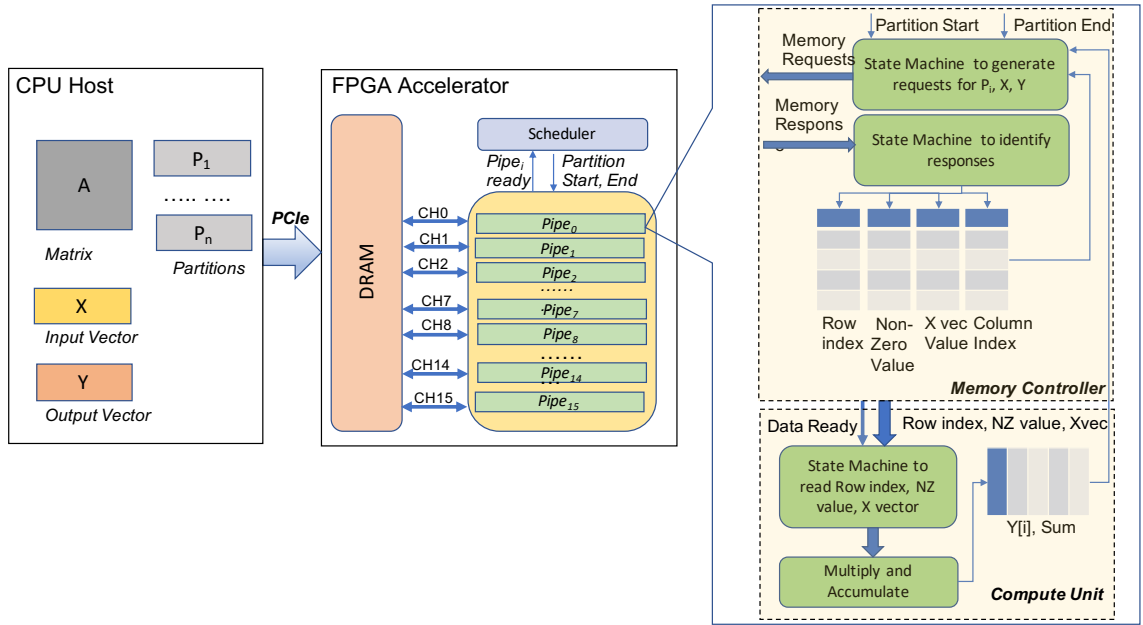 CPU Host
A
Matrix
P1
..... ....
Pn
Partitions
X
Input Vector
Y
Output Vector
PCIe
FPGA Accelerator
DRAM
Scheduler
Pipei
ready
Partition
Start, End
CH0
CH1
CH2
CH7
CH8
CH14
CH15
Pipe0
Pipe1
Pipe2
......
.Pipe7
Pipe8
......
Pipe14
...
Pipe15
Partition Start
Partition End
Memory
Requests
State Machine to generate
requests for Pi, X, Y
Memory
Respons
State Machine to identify
responses
Row
index
Non-
Zero
Value
X vec
Value
Column
Index
Memory Controller
Data Ready
Row index, NZ value, Xvec
State Machine to
read Row index, NZ
value, X vector
Y[i], Sum
Multiply and
Accumulate
Compute Unit